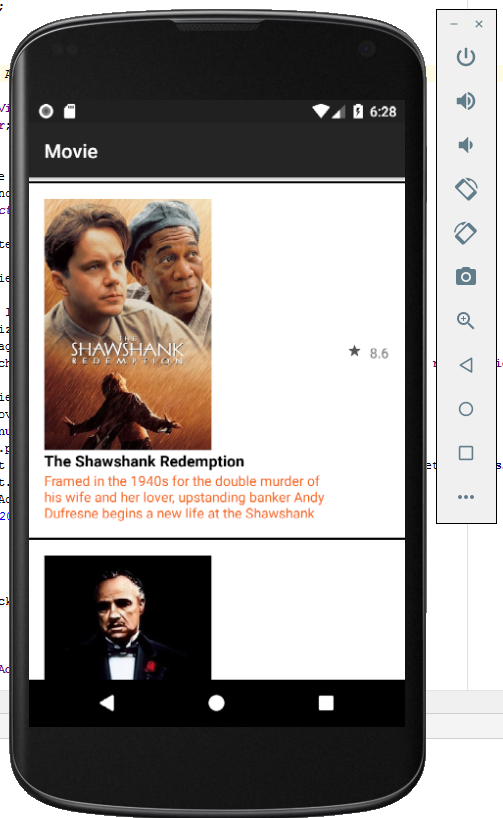 6:28
Movie
THE
SHAWSHANK
REDEMPTION
8.6
The Shawshank Redemption
Framed in the 1940s for the double murder of
his wife and her lover, upstanding banker Andy
Dufresne begins a new life at the Shawshank